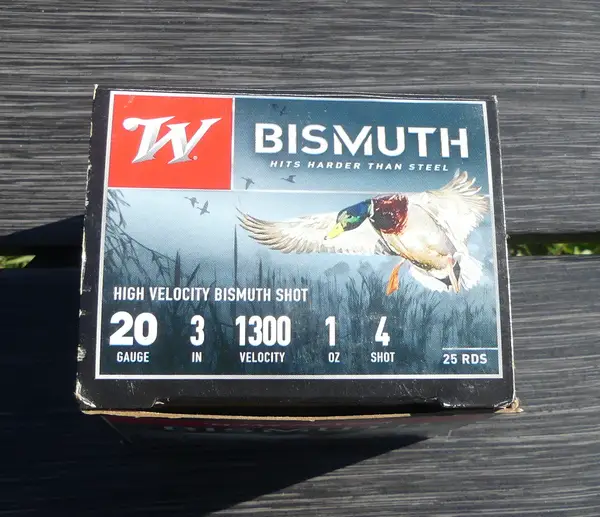 W
BISMUTH
HITS HARDER THAN STEEL
HIGH VELOCITY BISMUTH SHOT
20 3 1300 1 4
GAUGE IN VELOCITY OZ SHOT
25 RDS